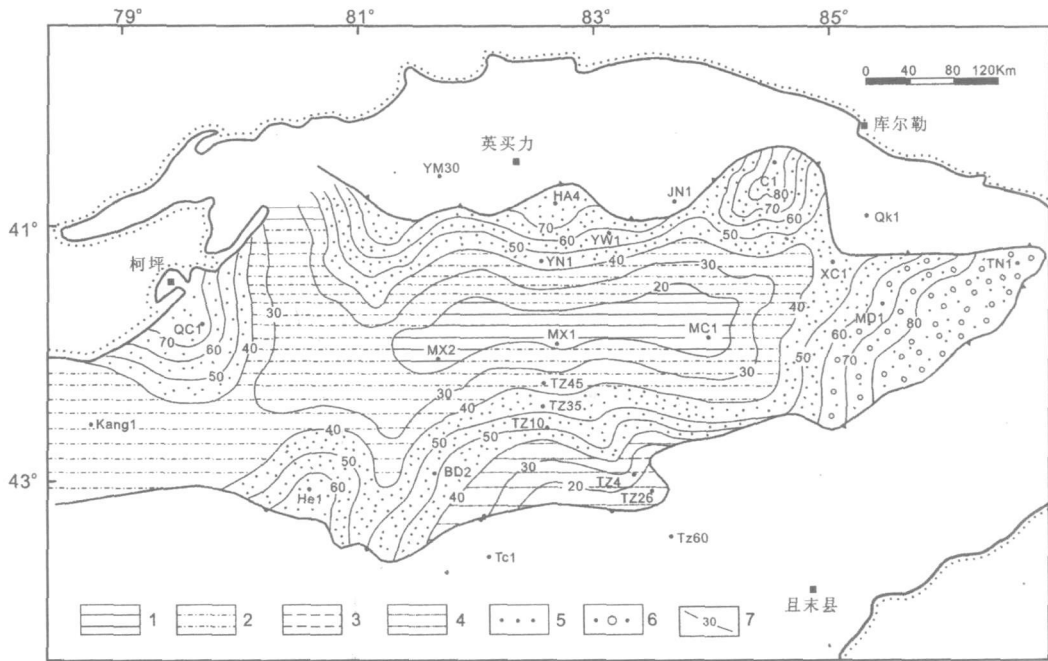 79° 81° 83° 85°
0 40 80 120Km
库尔勒
英买力
YM30
C1
HA4
JN1
80
70
Qk1
41°
70
60
60
YW1
50
50
YN1
40
柯坪
30
XC1
TN1
20
40
30
MD1
QC1
80
70
60
60
MX1
MC1
40
50
MX2
50
70
30
TZ45
40
TZ35
Kang1
40
TZ10
50
50
BD2
30
43°
TZ4
60
He1
40
20
TZ26
Tz60
Tc1
且末县
1 2 3 4 5 6 30 7